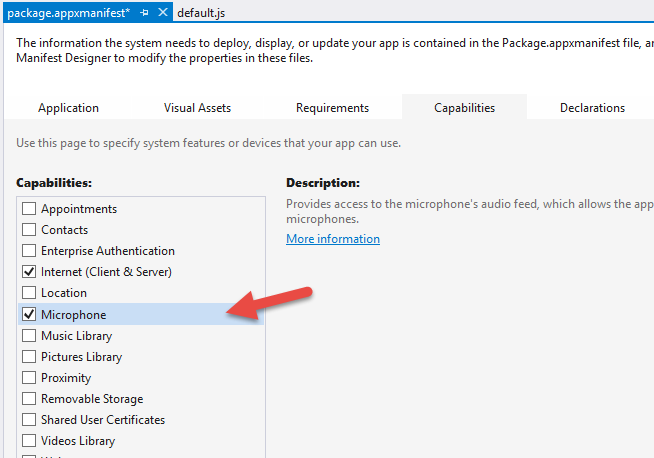 package.appxmanifest* default.js
The information the system needs to deploy, display, or update your app is contained in the Package.appxmanifest file, a
Manifest Designer to modify the properties in these files.
Application Visual Assets Requirements Capabilities Declarations
Use this page to specify system features or devices that your app can use.
Capabilities:
Appointments
Contacts
Enterprise Authentication
Internet (Client & Server)
Location
Microphone
Music Library
Pictures Library
Proximity
Removable Storage
Shared User Certificates
Videos Library
Description:
Provides access to the microphone's audio feed, which allows the app
microphones.
More information